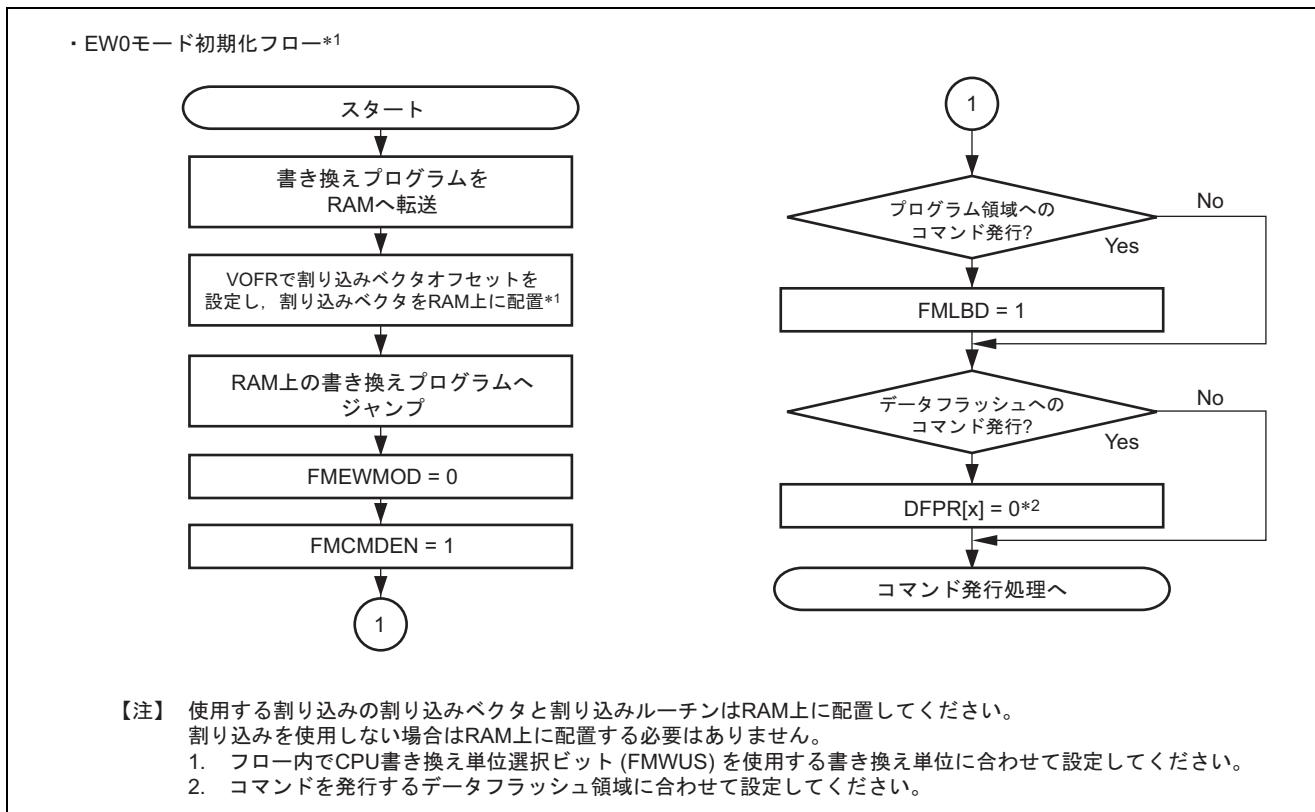 ・EW0モード初期化フロー*1
スタート
書き換えプログラムを
RAMへ転送
VOFRで割り込みベクタオフセットを
設定し，割り込みベクタをRAM上に配置*1
RAM上の書き換えプログラムへ
ジャンプ
FMEWMOD = 0
FMCMDEN = 1
1
1
プログラム領域への
コマンド発行?
No
Yes
FMLBD = 1
データフラッシュへの
コマンド発行?
No
Yes
DFPR[x] = 0*2
コマンド発行処理へ
【注】 使用する割り込みの割り込みベクタと割り込みルーチンはRAM上に配置してください。
割り込みを使用しない場合はRAM上に配置する必要はありません。
1. フロー内でCPU書き換え単位選択ビット (FMWUS) を使用する書き換え単位に合わせて設定してください。
2. コマンドを発行するデータフラッシュ領域に合わせて設定してください。